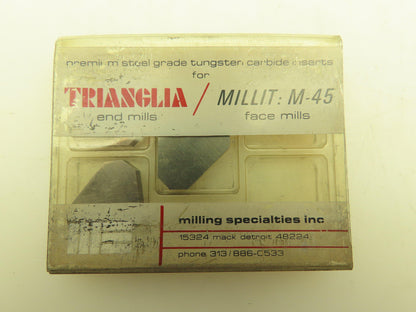 premium steel grade tungsten carbide inserts
for
TRIANGLIA / MILLIT: M-45
end mills face mills
milling specialties inc
15324 mack detroit 48224
phone 313/886-0533